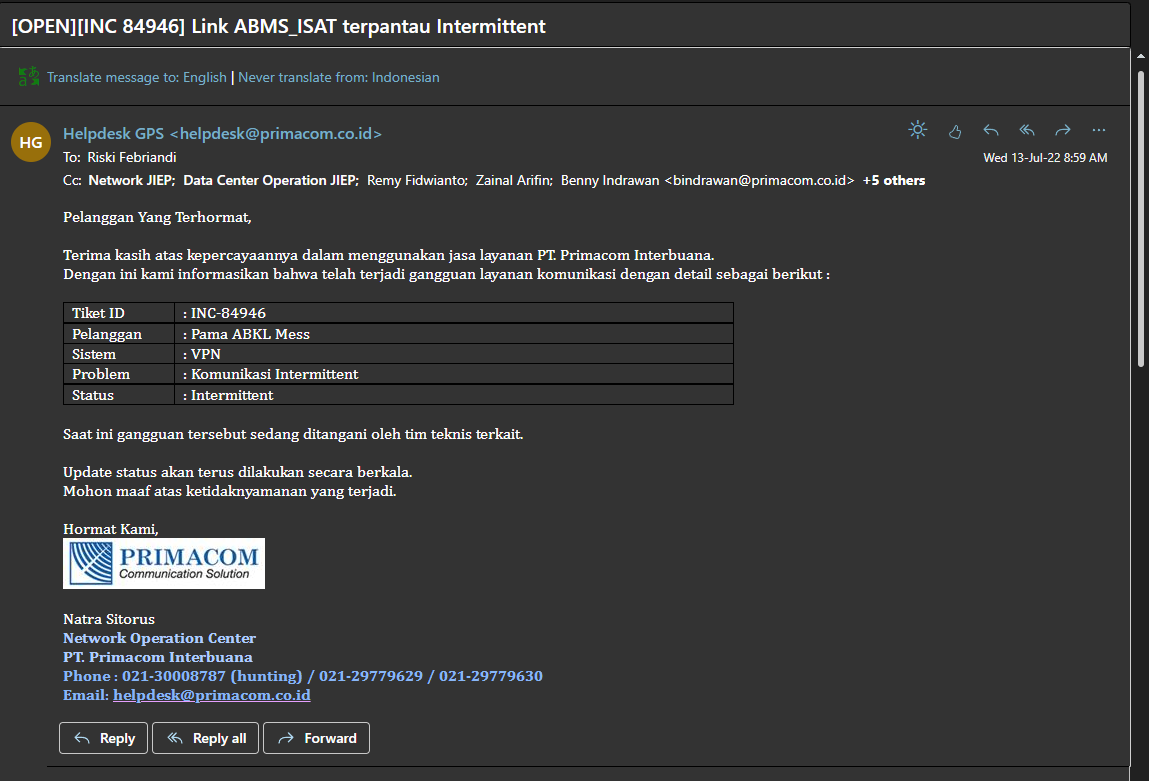 [OPEN][INC 84946] Link ABMS_ISAT terpantau Intermittent
Translate message to: English | Never translate from: Indonesian
HG
Helpdesk GPS <helpdesk@primacom.co.id>
To: Riski Febriandi
Wed 13-Jul-22 8:59 AM
Cc: Network JIEP; Data Center Operation JIEP; Remy Fidwianto; Zainal Arifin; Benny Indrawan <bindrawan@primacom.co.id> +5 others
Pelanggan Yang Terhormat,
Terima kasih atas kepercayaannya dalam menggunakan jasa layanan PT. Primacom Interbuana.
Dengan ini kami informasikan bahwa telah terjadi gangguan layanan komunikasi dengan detail sebagai berikut :
Tiket ID : INC-84946
Pelanggan : Pama ABKL Mess
Sistem : VPN
Problem : Komunikasi Intermittent
Status : Intermittent
Saat ini gangguan tersebut sedang ditangani oleh tim teknis terkait.
Update status akan terus dilakukan secara berkala.
Mohon maaf atas ketidaknyamanan yang terjadi.
Hormat Kami,
PRIMACOM
Communication Solution
Natra Sitorus
Network Operation Center
PT. Primacom Interbuana
Phone : 021-30008787 (hunting) / 021-29779629 / 021-29779630
Email: helpdesk@primacom.co.id
Reply Reply all Forward